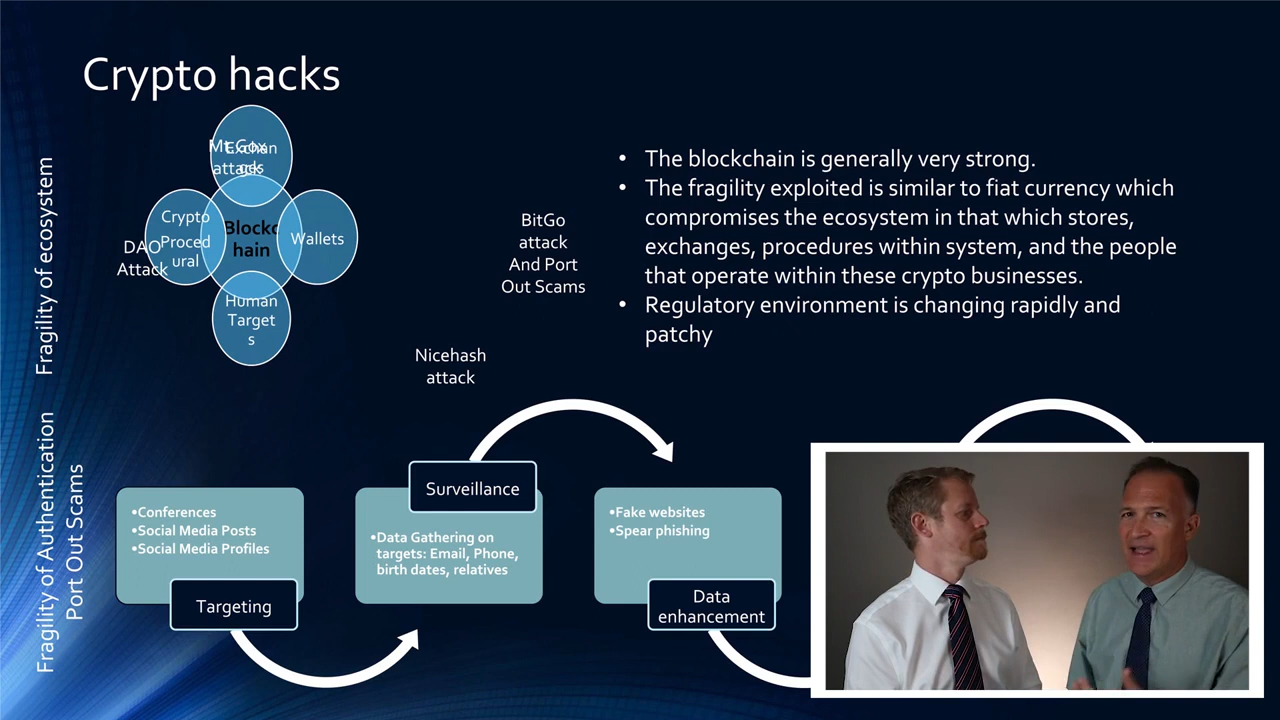 Crypto hacks
Fragility of ecosystem
Mt.Gox
attack
Exchan
ges
Crypto
Proced
ural
DAO
Attack
Blockc
hain
Wallets
Human
Target
s
BitGo
attack
And Port
Out Scams
Nicehash
attack
• The blockchain is generally very strong.
• The fragility exploited is similar to fiat currency which
compromises the ecosystem in that which stores,
exchanges, procedures within system, and the people
that operate within these crypto businesses.
• Regulatory environment is changing rapidly and
patchy
Fragility of Authentication
Port Out Scams
•Conferences
•Social Media Posts
•Social Media Profiles
Targeting
Surveillance
•Data Gathering on
targets: Email, Phone,
birth dates, relatives
•Fake websites
•Spear phishing
Data
enhancement